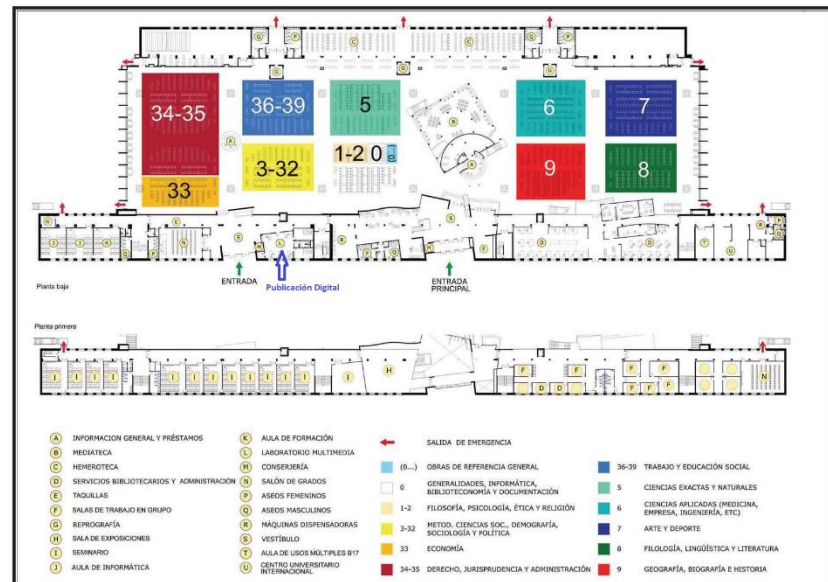 34-35
36-39
5
6
7
1-2 0 (0...)
3-32
9
8
33
ENTRADA
Publicación Digital
ENTRADA
PRINCIPAL
Planta baja
Planta primera
A INFORMACION GENERAL Y PRÉSTAMOS
B MEDIATECA
C HEMEROTECA
D SERVICIOS BIBLIOTECARIOS Y ADMINISTRACIÓN
E TAQUILLAS
F SALAS DE TRABAJO EN GRUPO
G REPROGRAFÍA
H SALA DE EXPOSICIONES
I SEMINARIO
J AULA DE INFORMÁTICA
K AULA DE FORMACIÓN
L LABORATORIO MULTIMEDIA
M CONSERJERÍA
N SALÓN DE GRADOS
P ASEOS FEMENINOS
Q ASEOS MASCULINOS
R MÁQUINAS DISPENSADORAS
S VESTÍBULO
T AULA DE USOS MÚLTIPLES B17
U CENTRO UNIVERSITARIO
INTERNACIONAL
SALIDA DE EMERGENCIA
(0...) OBRAS DE REFERENCIA GENERAL
0 GENERALIDADES, INFORMÁTICA,
BIBLIOTECONOMÍA Y DOCUMENTACIÓN
1-2 FILOSOFÍA, PSICOLOGÍA, ÉTICA Y RELIGIÓN
3-32 METOD. CIENCIAS SOC., DEMOGRAFÍA,
SOCIOLOGÍA Y POLÍTICA
33 ECONOMÍA
34-35 DERECHO, JURISPRUDENCIA Y ADMINISTRACIÓN
36-39 TRABAJO Y EDUCACIÓN SOCIAL
5 CIENCIAS EXACTAS Y NATURALES
6 CIENCIAS APLICADAS (MEDICINA,
EMPRESA, INGENIERÍA, ETC)
7 ARTE Y DEPORTE
8 FILOLOGÍA, LINGÜÍSTICA Y LITERATURA
9 GEOGRAFÍA, BIOGRAFÍA E HISTORIA